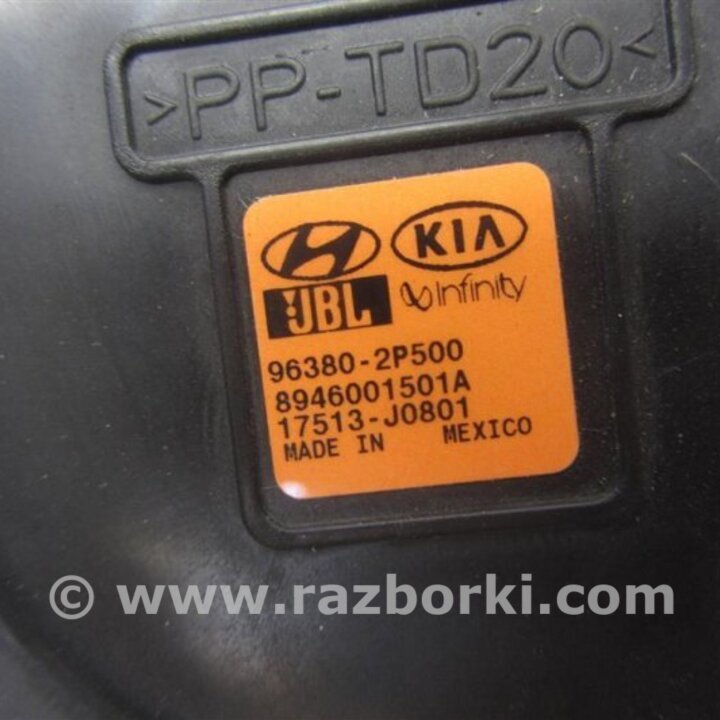 >PP-TD20<
KIA
JBL Infinity
96380-2P500
8946001501A
17513-J0801
MADE IN MEXICO
© www.razborki.com